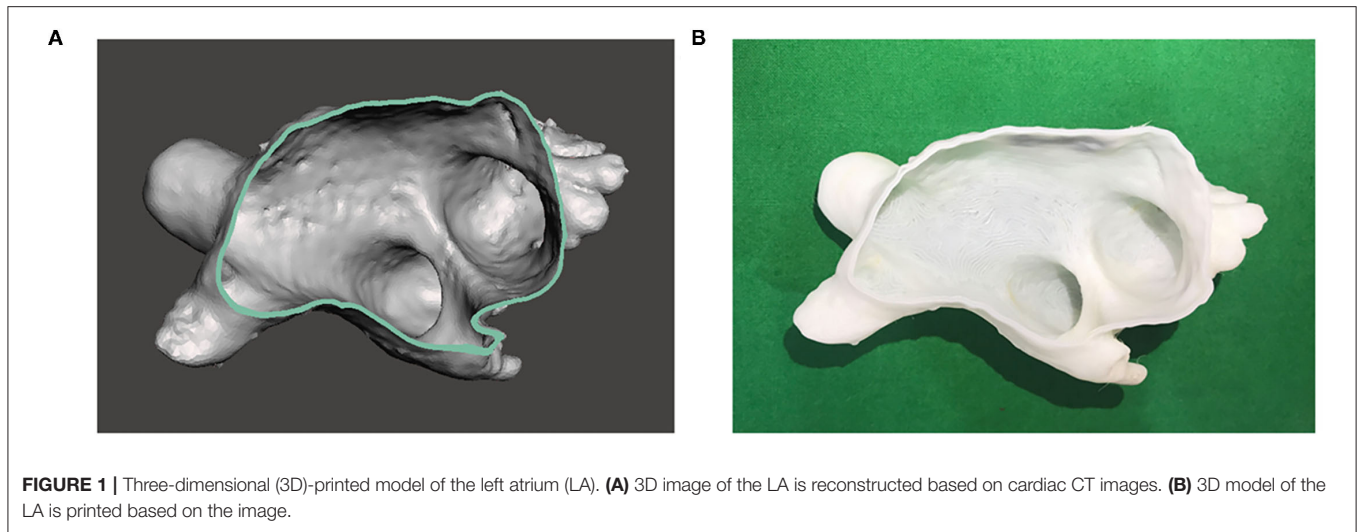 A
B
FIGURE 1 | Three-dimensional (3D)-printed model of the left atrium (LA). (A) 3D image of the LA is reconstructed based on cardiac CT images. (B) 3D model of the
LA is printed based on the image.